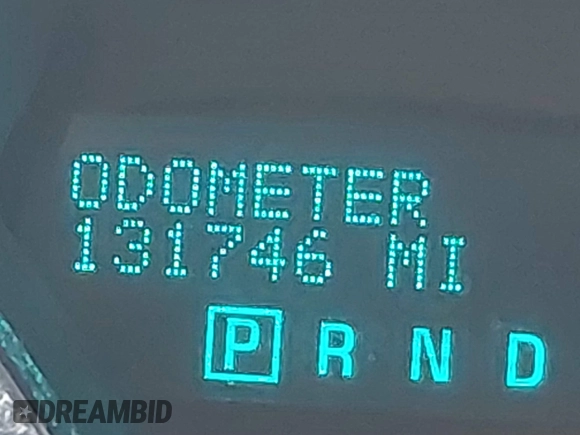 ODOMETER
131746 MI
P R N D
DREAMBID